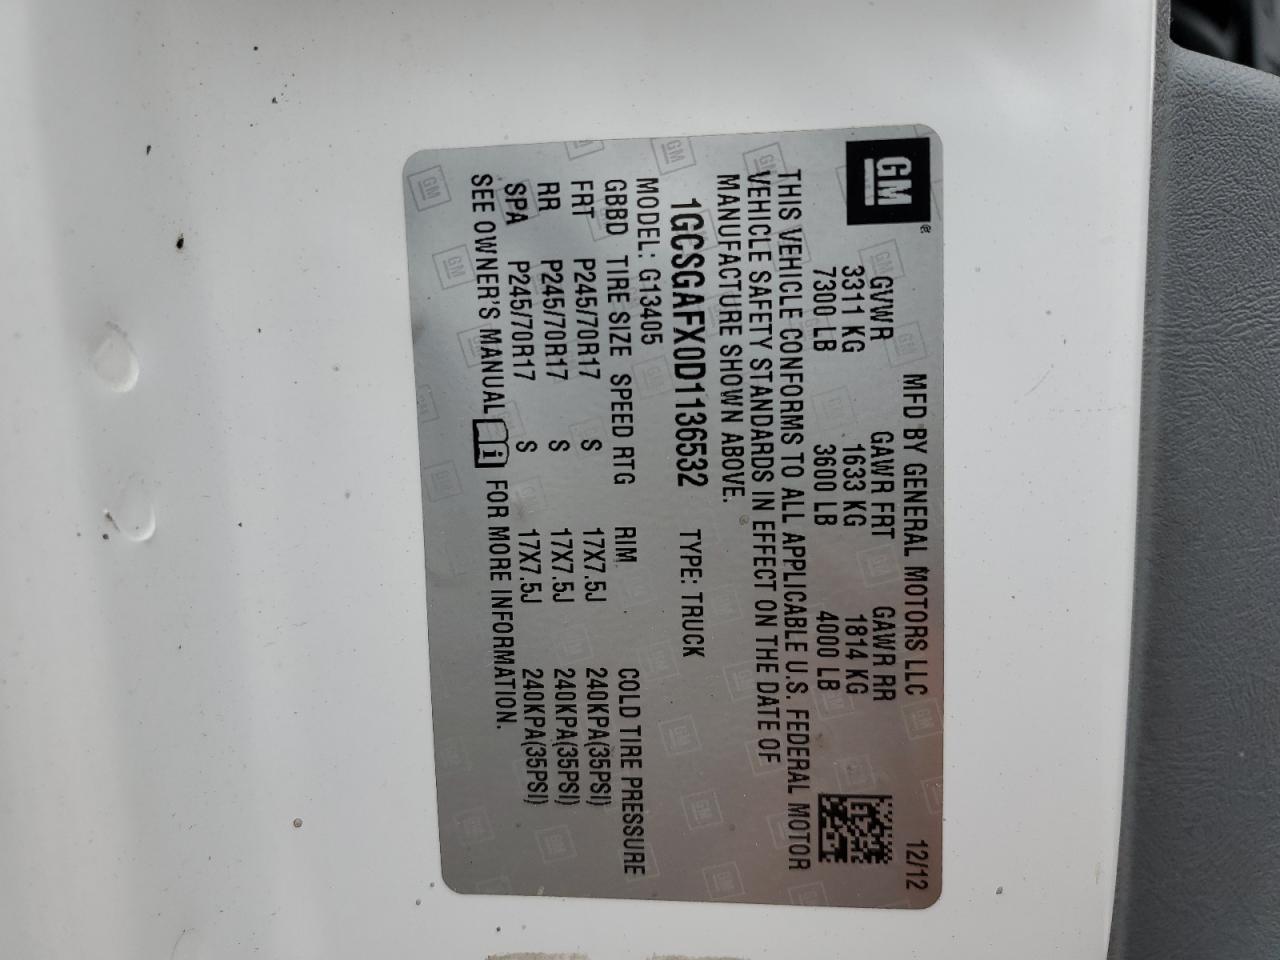 GM®
MFD BY GENERAL MOTORS LLC 12/12
GVWR GAWR FRT GAWR RR
3311 KG 1633 KG 1814 KG
7300 LB 3600 LB 4000 LB
THIS VEHICLE CONFORMS TO ALL APPLICABLE U.S. FEDERAL MOTOR
VEHICLE SAFETY STANDARDS IN EFFECT ON THE DATE OF
MANUFACTURE SHOWN ABOVE.
1GCSGAFX0D1136532 TYPE: TRUCK
MODEL: G13405
GBBD TIRE SIZE SPEED RTG RIM COLD TIRE PRESSURE
FRT P245/70R17 S 17X7.5J 240KPA(35PSI)
RR P245/70R17 S 17X7.5J 240KPA(35PSI)
SPA P245/70R17 S 17X7.5J 240KPA(35PSI)
SEE OWNER'S MANUAL i FOR MORE INFORMATION.